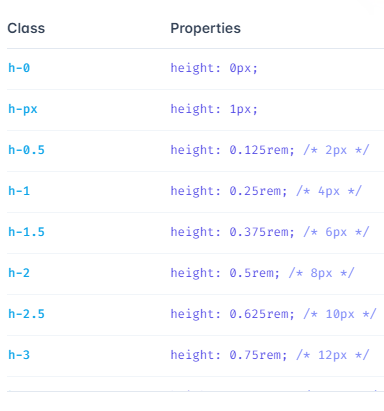 Class Properties
h-0 height: 0px;
h-px height: 1px;
h-0.5 height: 0.125rem; /* 2px */
h-1 height: 0.25rem; /* 4px */
h-1.5 height: 0.375rem; /* 6px */
h-2 height: 0.5rem; /* 8px */
h-2.5 height: 0.625rem; /* 10px */
h-3 height: 0.75rem; /* 12px */